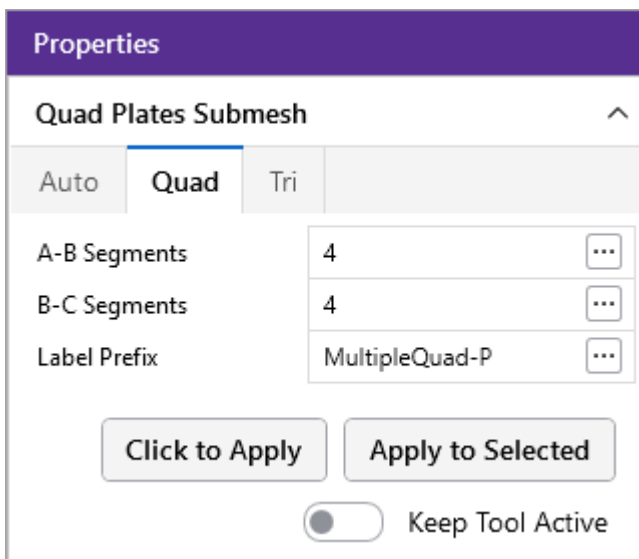 Properties
Quad Plates Submesh
Auto Quad Tri
A-B Segments 4 ...
B-C Segments 4 ...
Label Prefix MultipleQuad-P ...
Click to Apply Apply to Selected
Keep Tool Active